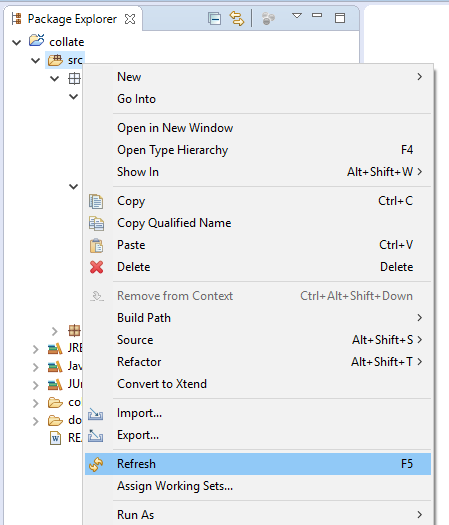 Package Explorer
collate
src
New
Go Into
Open in New Window
Open Type Hierarchy F4
Show In Alt+Shift+W
Copy Ctrl+C
Copy Qualified Name
Paste Ctrl+V
Delete Delete
Remove from Context Ctrl+Alt+Shift+Down
Build Path
Source Alt+Shift+S
JRE
Refactor Alt+Shift+T
Jav
Convert to Xtend
JUn
co
Import...
do
Export...
RE
Refresh F5
Assign Working Sets...
Run As